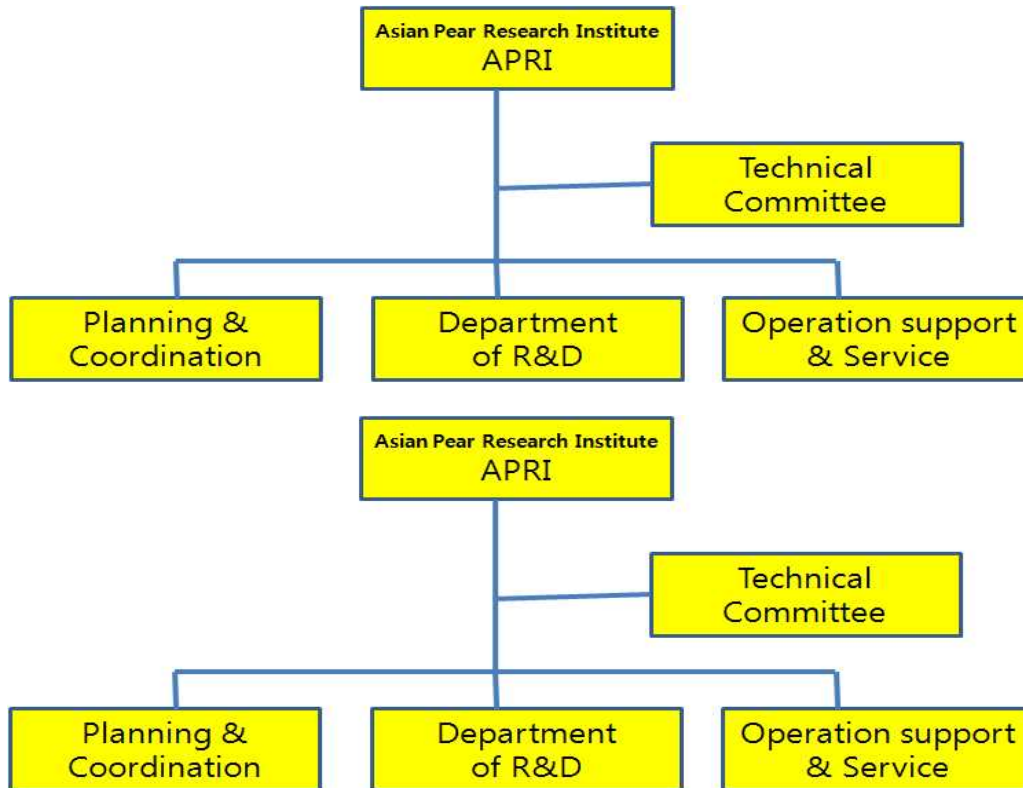 Asian Pear Research Institute
APRI
Technical
Committee
Planning &
Coordination
Department
of R&D
Operation support
& Service
Asian Pear Research Institute
APRI
Technical
Committee
Planning &
Coordination
Department
of R&D
Operation support
& Service